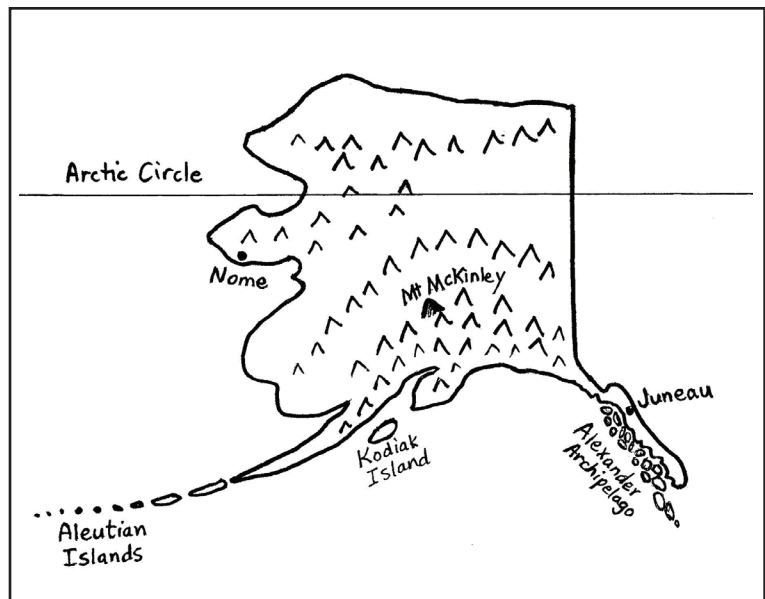 Arctic Circle
Nome
Mt McKinley
Juneau
Kodiak
Island
Alexander
Archipelago
Aleutian
Islands